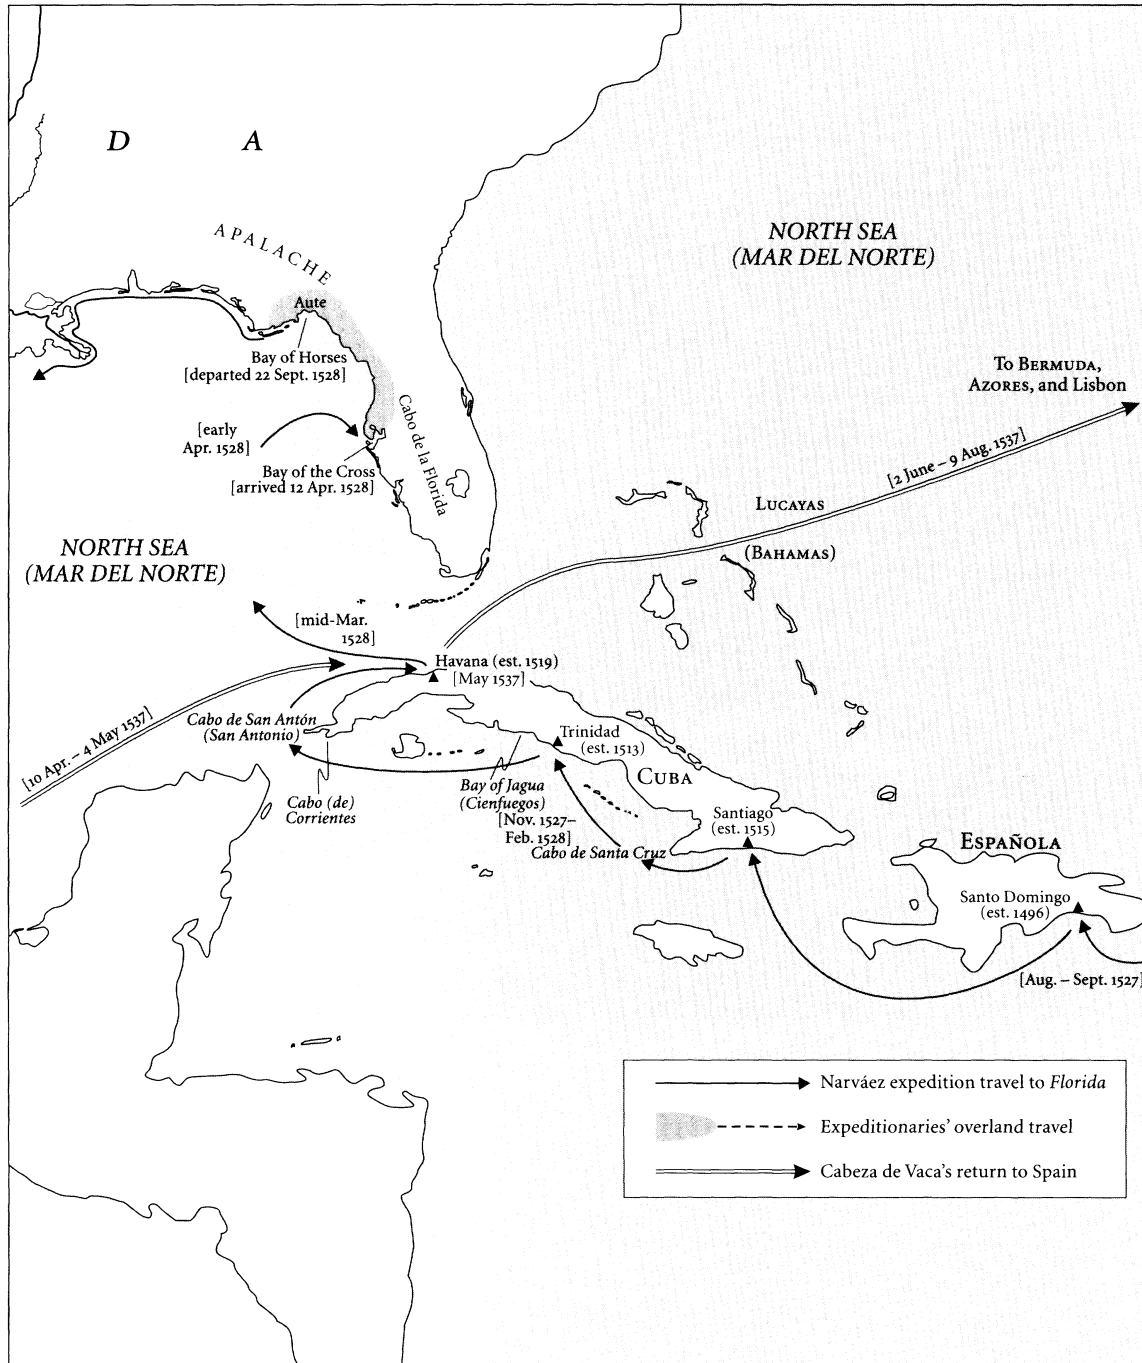 D A
APALACHE
NORTH SEA
(MAR DEL NORTE)
Aute
Bay of Horses
[departed 22 Sept. 1528]
To BERMUDA,
AZORES, and Lisbon
Cabo de la Florida
[early
Apr. 1528]
Bay of the Cross
[arrived 12 Apr. 1528]
[2 June – 9 Aug. 1537]
LUCAYAS
(BAHAMAS)
NORTH SEA
(MAR DEL NORTE)
[mid-Mar.
1528]
Havana (est. 1519)
[May 1537]
[10 Apr. – 4 May 1537]
Cabo de San Antón
(San Antonio)
Trinidad
(est. 1513)
CUBA
Bay of Jagua
(Cienfuegos)
[Nov. 1527–
Feb. 1528]
Cabo (de)
Corrientes
Santiago
(est. 1515)
Cabo de Santa Cruz
ESPAÑOLA
Santo Domingo
(est. 1496)
[Aug. – Sept. 1527]
Narváez expedition travel to Florida
Expeditionaries' overland travel
Cabeza de Vaca's return to Spain